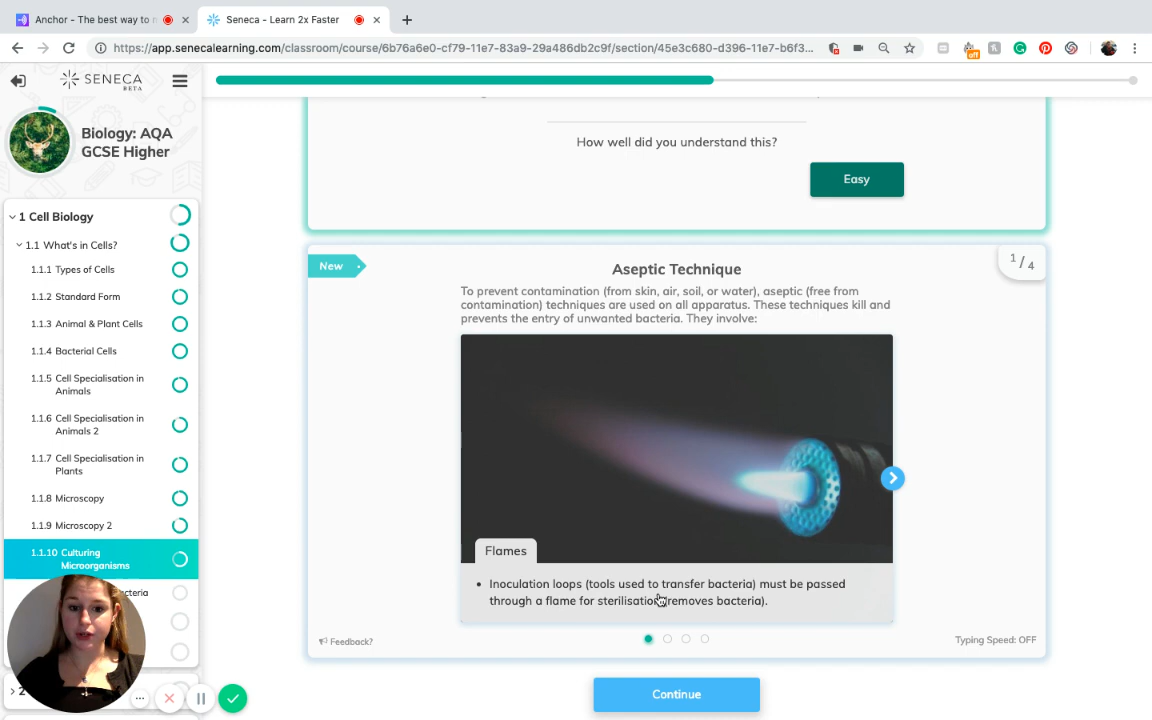 Anchor - The best way to
Seneca - Learn 2x Faster
https://app.senecalearning.com/classroom/course/6b76a6e0-cf79-11e7-83a9-29a486db2c9f/section/45e3c680-d396-11e7-b6f3...
off
SENECA
BETA
Biology: AQA
GCSE Higher
1 Cell Biology
1.1 What's in Cells?
1.1.1 Types of Cells
1.1.2 Standard Form
1.1.3 Animal & Plant Cells
1.1.4 Bacterial Cells
1.1.5 Cell Specialisation in
Animals
1.1.6 Cell Specialisation in
Animals 2
1.1.7 Cell Specialisation in
Plants
1.1.8 Microscopy
1.1.9 Microscopy 2
1.1.10 Culturing
Microorganisms
2
How well did you understand this?
Easy
New
Aseptic Technique
1/4
To prevent contamination (from skin, air, soil, or water), aseptic (free from
contamination) techniques are used on all apparatus. These techniques kill and
prevents the entry of unwanted bacteria. They involve:
Flames
• Inoculation loops (tools used to transfer bacteria) must be passed
through a flame for sterilisation (removes bacteria).
Feedback?
Typing Speed: OFF
Continue